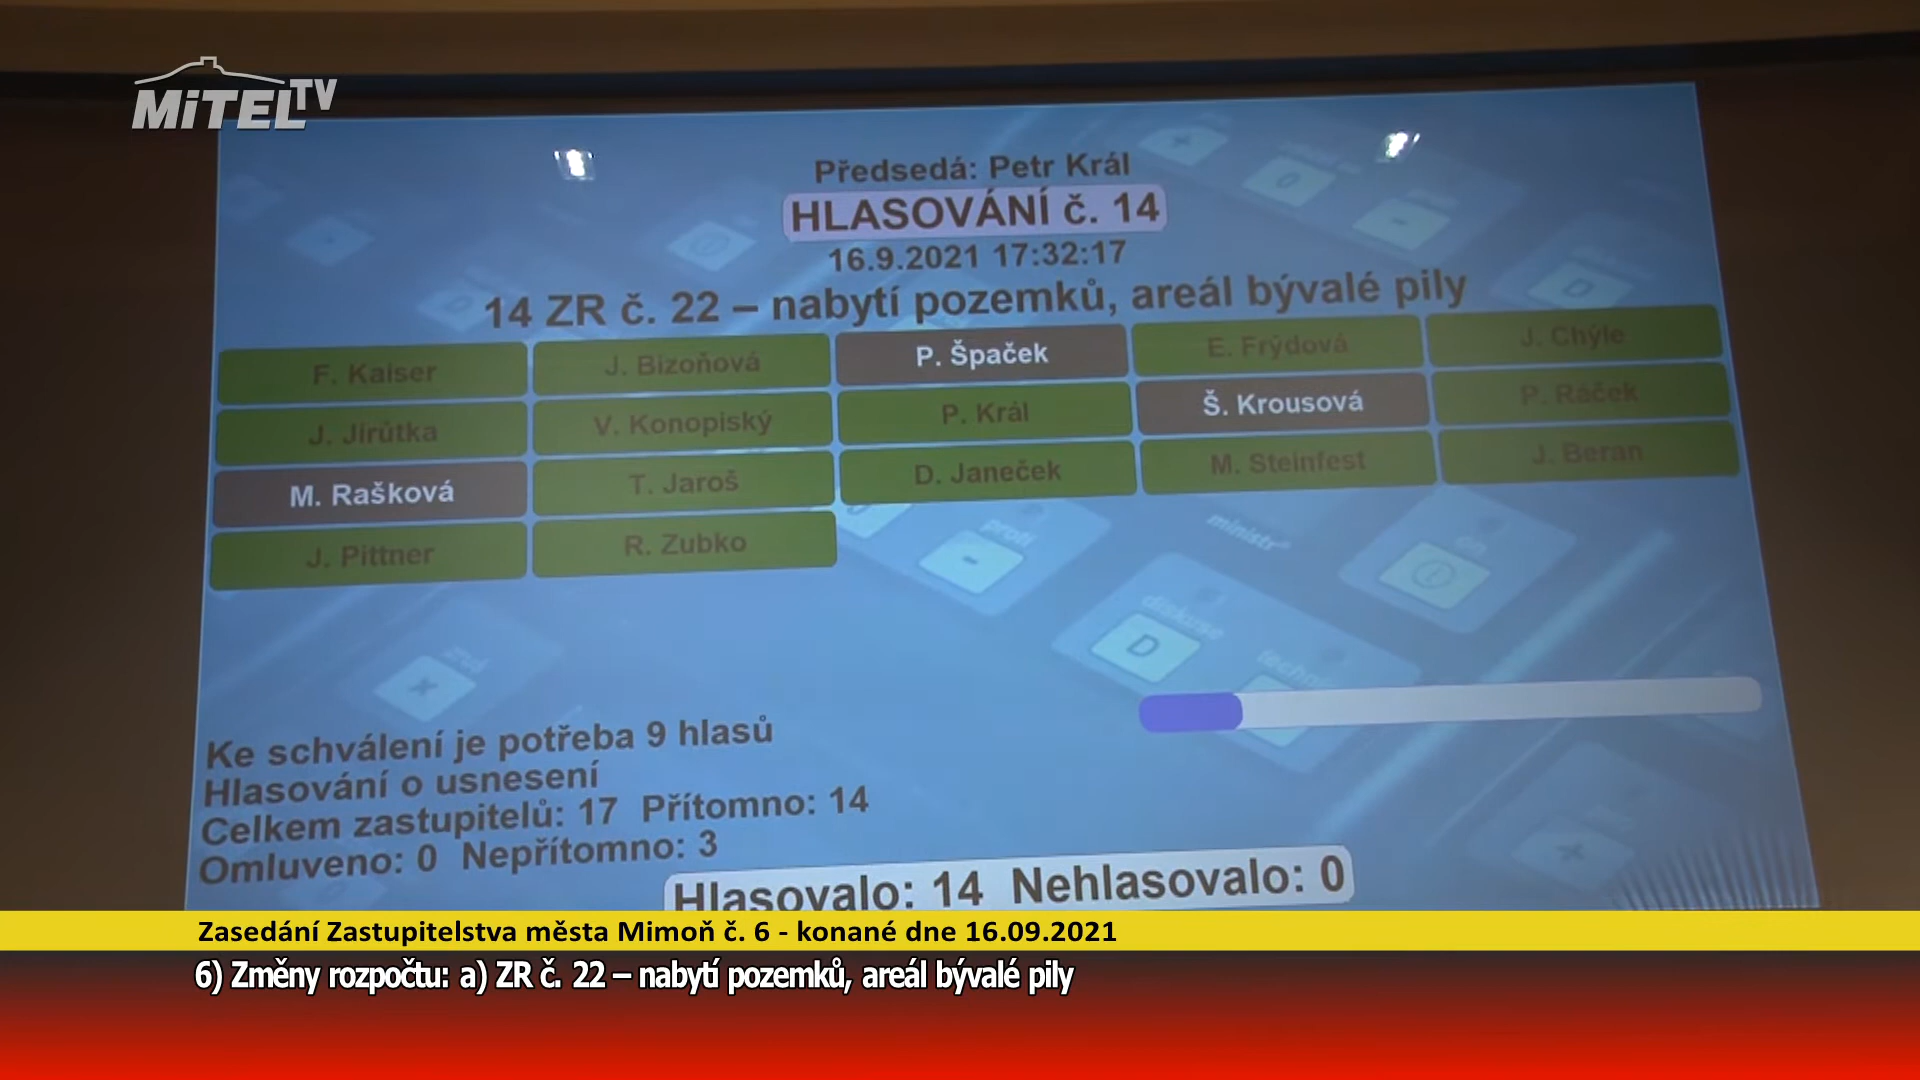 MiTEL TV
Předsedá: Petr Král
HLASOVÁNÍ č. 14
16.9.2021 17:32:17
14 ZR č. 22 – nabytí pozemků, areál bývalé pily
F. Kaiser J. Bizoňová P. Špaček E. Frýdová J. Chýle
J. Jirůtka V. Konopiský P. Král Š. Krousová P. Ráček
M. Rašková T. Jaroš D. Janeček M. Steinfest J. Beran
J. Pittner R. Zubko
proti
-
ministr
diskuse
D
Ke schválení je potřeba 9 hlasů
Hlasování o usnesení
Celkem zastupitelů: 17 Přítomno: 14
Omluveno: 0 Nepřítomno: 3
Hlasovalo: 14 Nehlasovalo: 0
Zasedání Zastupitelstva města Mimoň č. 6 - konané dne 16.09.2021
6) Změny rozpočtu: a) ZR č. 22 – nabytí pozemků, areál bývalé pily